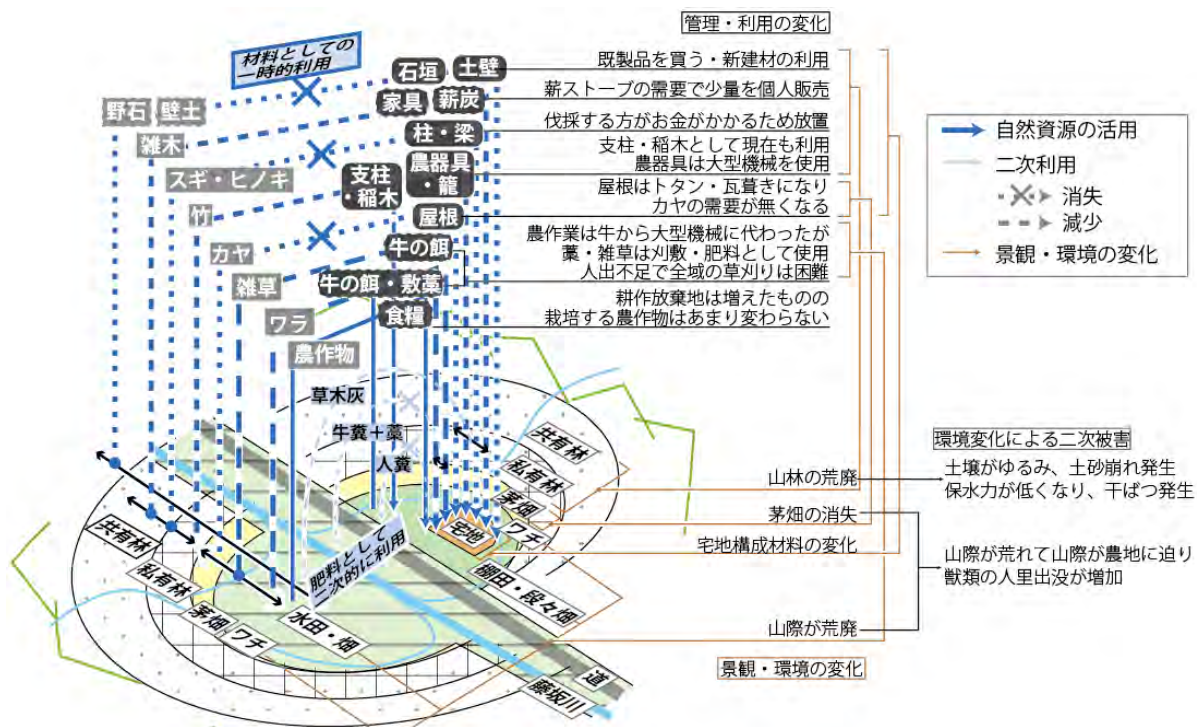 管理・利用の変化
材料としての
一時的利用
石垣
土壁
既製品を買う・新建材の利用
野石
壁土
家具
薪炭
薪ストーブの需要で少量を個人販売
雑木
柱・梁
伐採する方がお金がかかるため放置
スギ・ヒノキ
支柱
・稲木
農器具
・籠
支柱・稲木として現在も利用
農器具は大型機械を使用
竹
屋根
屋根はトタン・瓦葺きになり
カヤの需要が無くなる
カヤ
牛の餌
農作業は牛から大型機械に代わったが
藁・雑草は刈敷・肥料として使用
人出不足で全域の草刈りは困難
雑草
牛の餌・敷藁
ワラ
食糧
耕作放棄地は増えたものの
栽培する農作物はあまり変わらない
農作物
自然資源の活用
二次利用
消失
減少
景観・環境の変化
草木灰
牛糞＋藁
人糞
共有林
私有林
茅畑
ワチ
宅地
棚田・段々畑
肥料として
二次的に利用
共有林
私有林
茅畑
ワチ
水田・畑
道
藤坂川
山林の荒廃
茅畑の消失
宅地構成材料の変化
山際が荒廃
景観・環境の変化
環境変化による二次被害
土壌がゆるみ、土砂崩れ発生
保水力が低くなり、干ばつ発生
山際が荒れて山際が農地に迫り
獣類の人里出没が増加